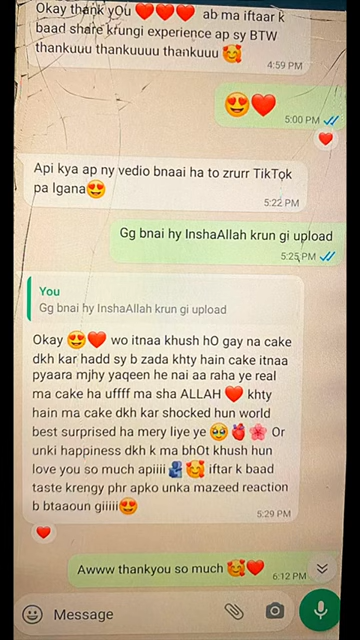 Okay thank yOu ❤️❤️❤️ ab ma iftaar k
baad share krungi experience ap sy BTW
thankuuu thankuuuu thankuuu 🥰
4:59 PM
😍❤️
5:00 PM
❤️
Api kya ap ny vedio bnaai ha to zrurr TikTok
pa lgana😍
5:22 PM
Gg bnai hy InshaAllah krun gi upload
5:25 PM
You
Gg bnai hy InshaAllah krun gi upload
Okay 😍❤️ wo itnaa khush hO gay na cake
dkh kar hadd sy b zada khty hain cake itnaa
pyaara mjhy yaqeen he nai aa raha ye real
ma cake ha uffff ma sha ALLAH ❤️ khty
hain ma cake dkh kar shocked hun world
best surprised ha mery liye ye 🥹🫀🌸 Or
unki happiness dkh k ma bhOt khush hun
love you so much apiiii🫂🥰 iftar k baad
taste krengy phr apko unka mazeed reaction
b btaaoun giiiii😍
5:29 PM
❤️
Awww thankyou so much 🥰❤️
6:12 PM
Message